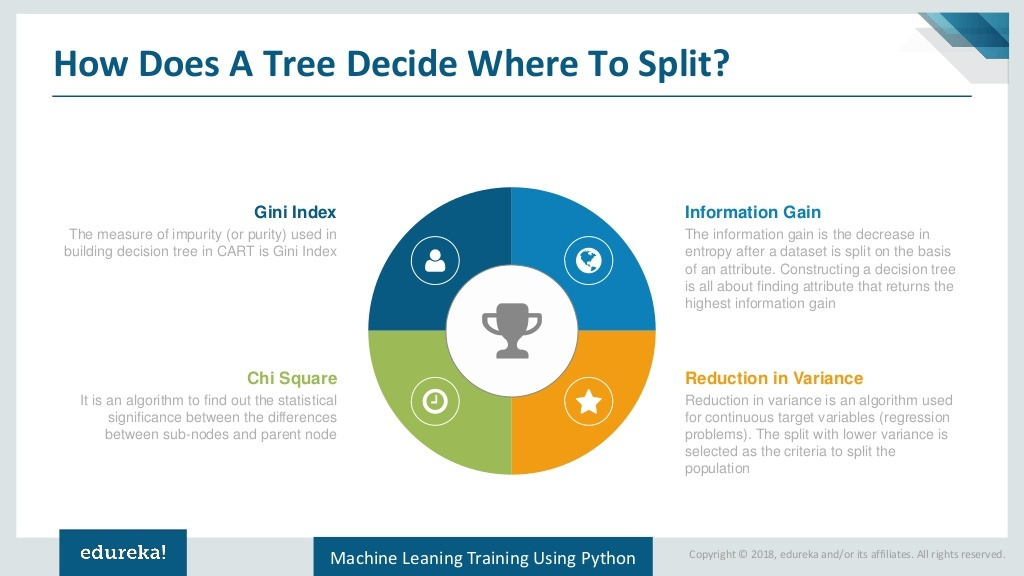 How Does A Tree Decide Where To Split?
Gini Index
The measure of impurity (or purity) used in
building decision tree in CART is Gini Index
Information Gain
The information gain is the decrease in
entropy after a dataset is split on the basis
of an attribute. Constructing a decision tree
is all about finding attribute that returns the
highest information gain
Chi Square
It is an algorithm to find out the statistical
significance between the differences
between sub-nodes and parent node
Reduction in Variance
Reduction in variance is an algorithm used
for continuous target variables (regression
problems). The split with lower variance is
selected as the criteria to split the
population
edureka!
Machine Leaning Training Using Python
Copyright © 2018, edureka and/or its affiliates. All rights reserved.